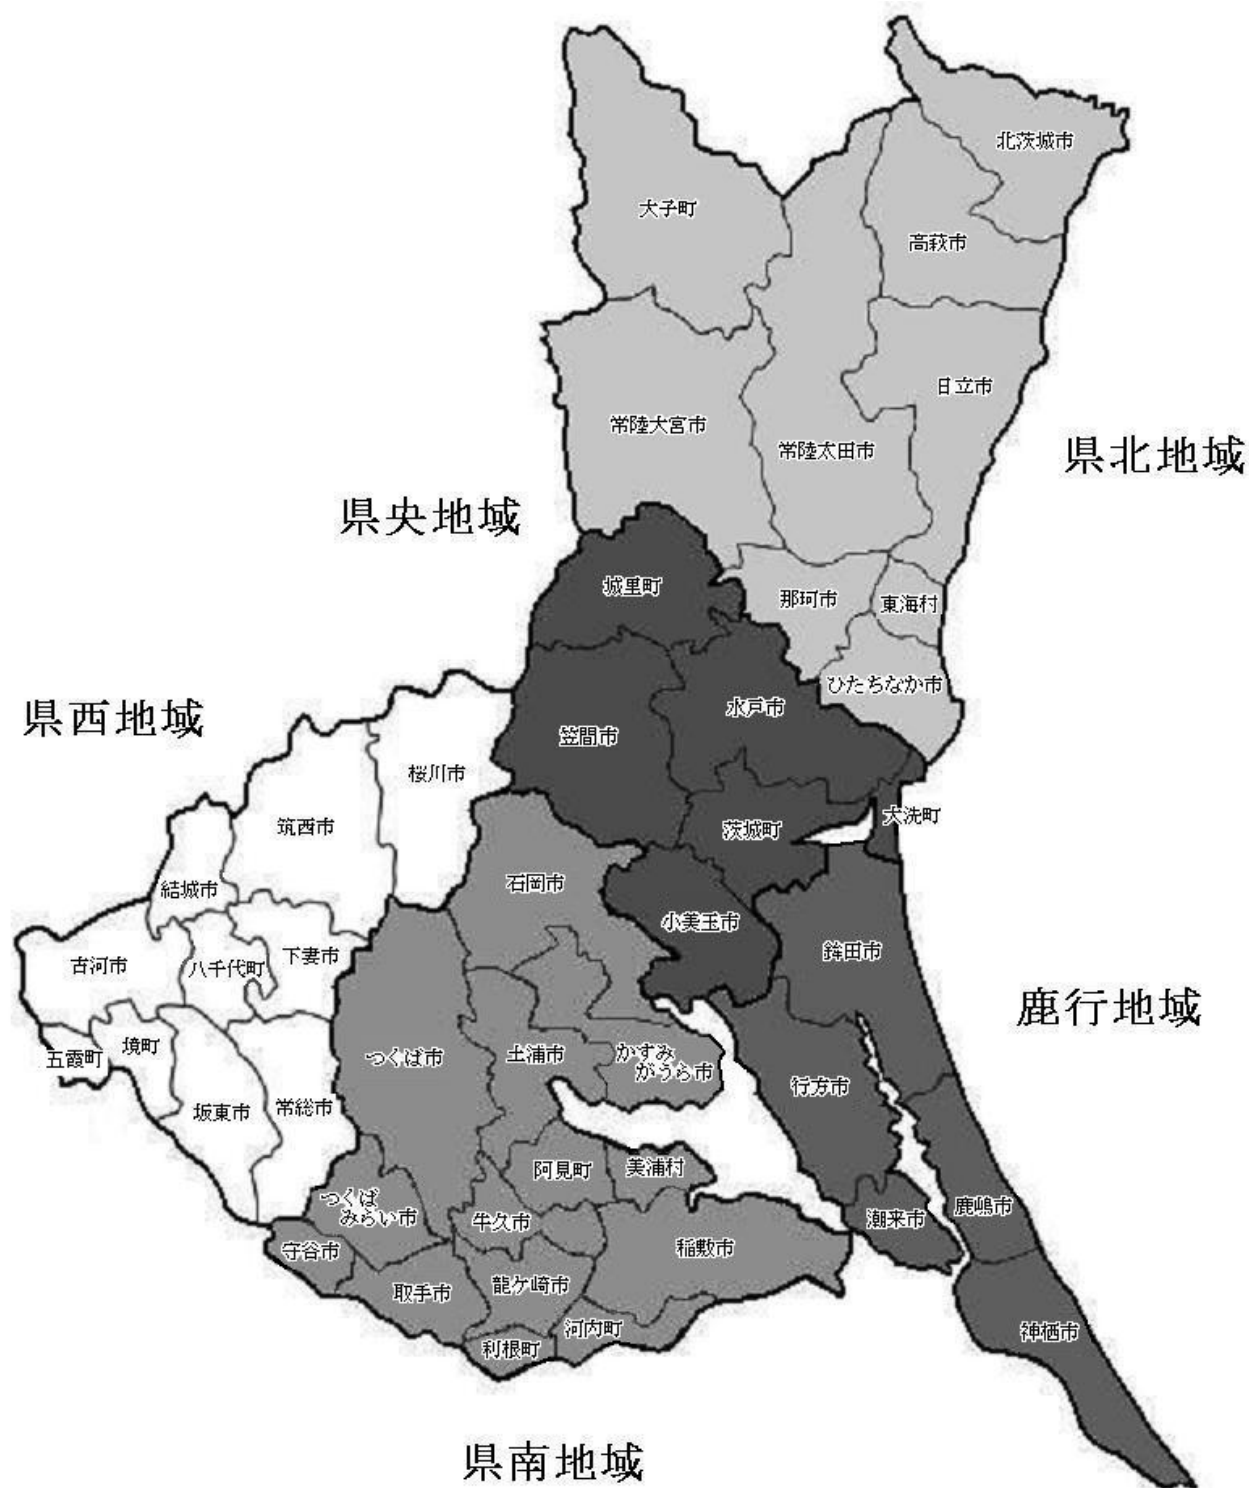 北茨城市
大子町
高萩市
日立市
常陸大宮市
常陸太田市
県北地域
県央地域
城里町
那珂市
東海村
ひたちなか市
県西地域
水戸市
笠間市
桜川市
筑西市
茨城町
大洗町
石岡市
結城市
小美玉市
鉾田市
古河市
八千代町
下妻市
鹿行地域
五霞町
境町
つくば市
土浦市
かすみ
がうら市
行方市
坂東市
常総市
阿見町
美浦村
つくば
みらい市
牛久市
潮来市
鹿嶋市
守谷市
稲敷市
取手市
龍ケ崎市
河内町
利根町
神栖市
県南地域